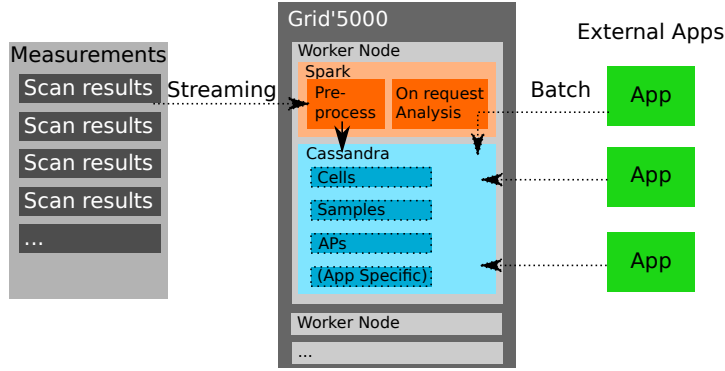 Grid'5000
Measurements
Scan results
Scan results
Scan results
Scan results
...
Streaming
Worker Node
Spark
Pre-
process
On request
Analysis
Cassandra
Cells
Samples
APs
(App Specific)
Worker Node
...
Batch
External Apps
App
App
App